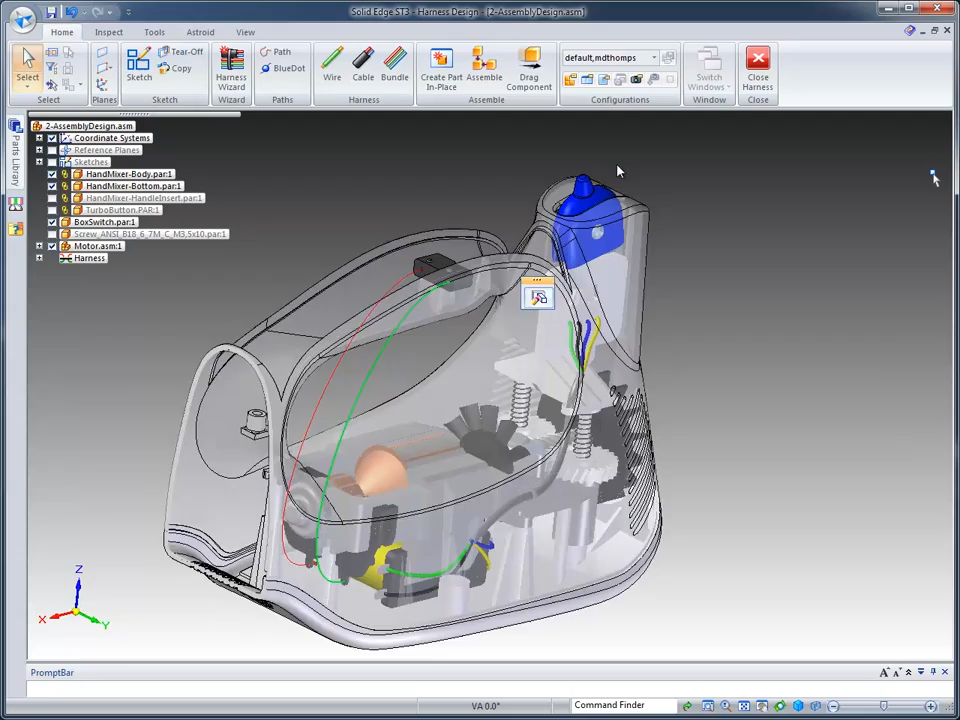 Solid Edge ST3 - Harness Design - [2-AssemblyDesign.asm]
Home Inspect Tools Astroid View
Select
Sketch
Tear-Off
Copy
Harness Wizard
Path
BlueDot
Wire
Cable
Bundle
Create Part In-Place
Assemble
Drag Component
default,mdthomps
Switch Windows
Close Harness
Select Planes Sketch Wizard Paths Harness Assemble Configurations Window Close
Parts Library
2-AssemblyDesign.asm
Coordinate Systems
Reference Planes
Sketches
HandMixer-Body.par:1
HandMixer-Bottom.par:1
HandMixer-HandleInsert.par:1
TurboButton.PAR:1
BoxSwitch.par:1
Screw_ANSI_B18_6_7M_C_M3,5x10.par:1
Motor.asm:1
Harness
Z
X
Y
PromptBar
VA 0.0°
Command Finder